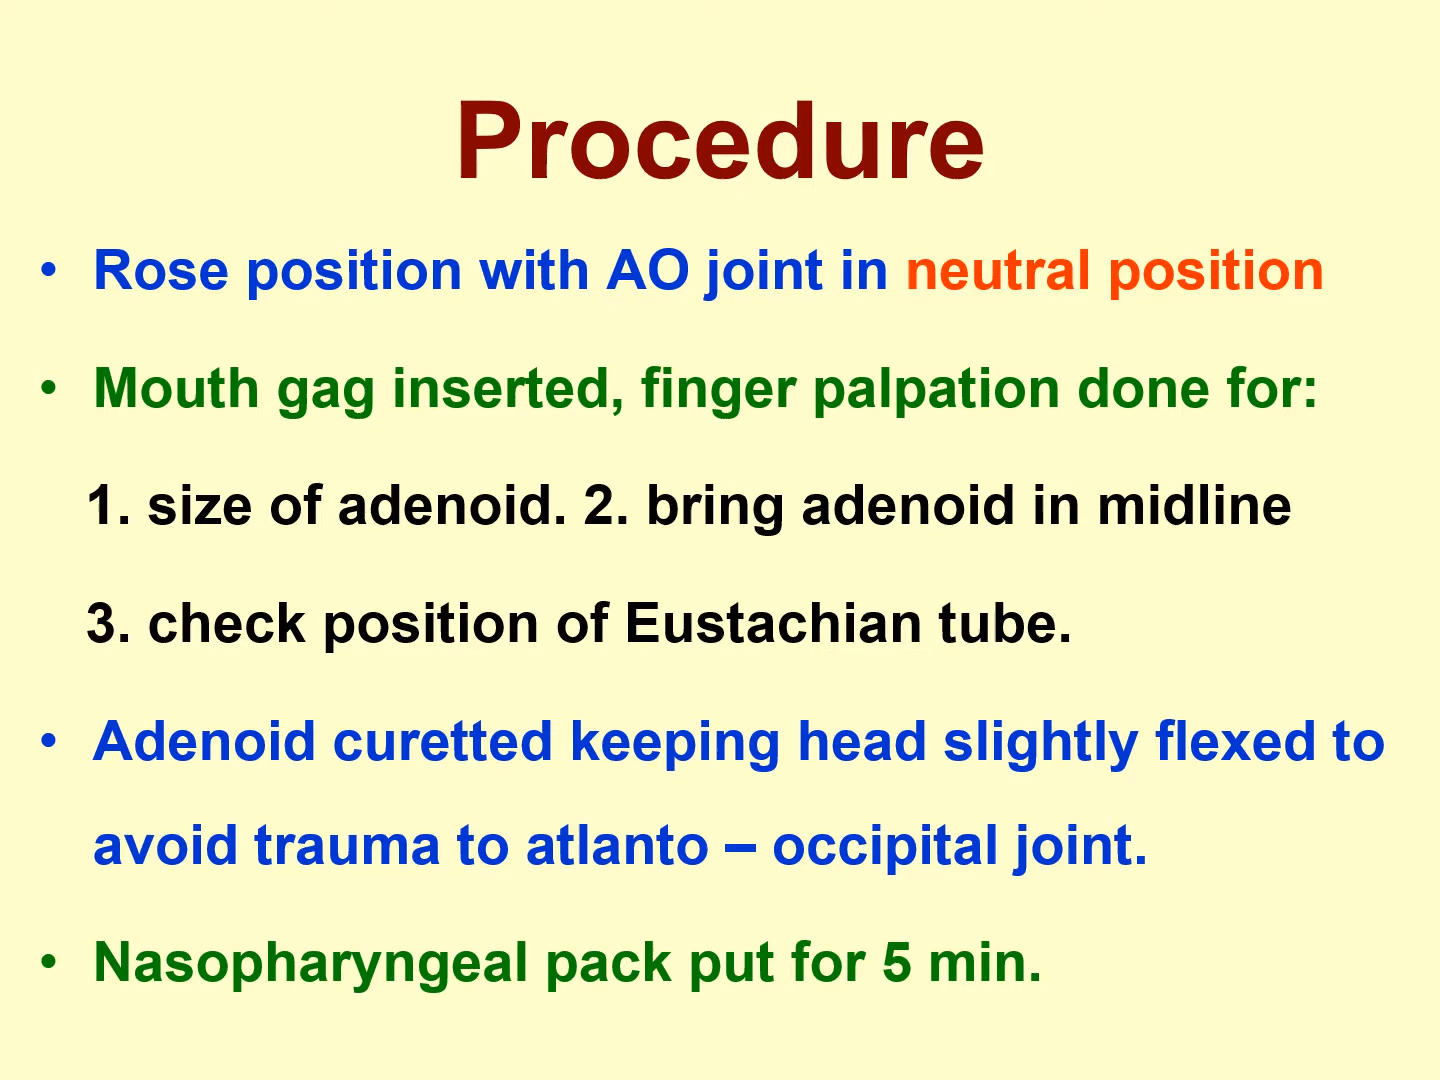 Procedure
• Rose position with AO joint in neutral position
• Mouth gag inserted, finger palpation done for:
1. size of adenoid. 2. bring adenoid in midline
3. check position of Eustachian tube.
• Adenoid curetted keeping head slightly flexed to
avoid trauma to atlanto – occipital joint.
• Nasopharyngeal pack put for 5 min.